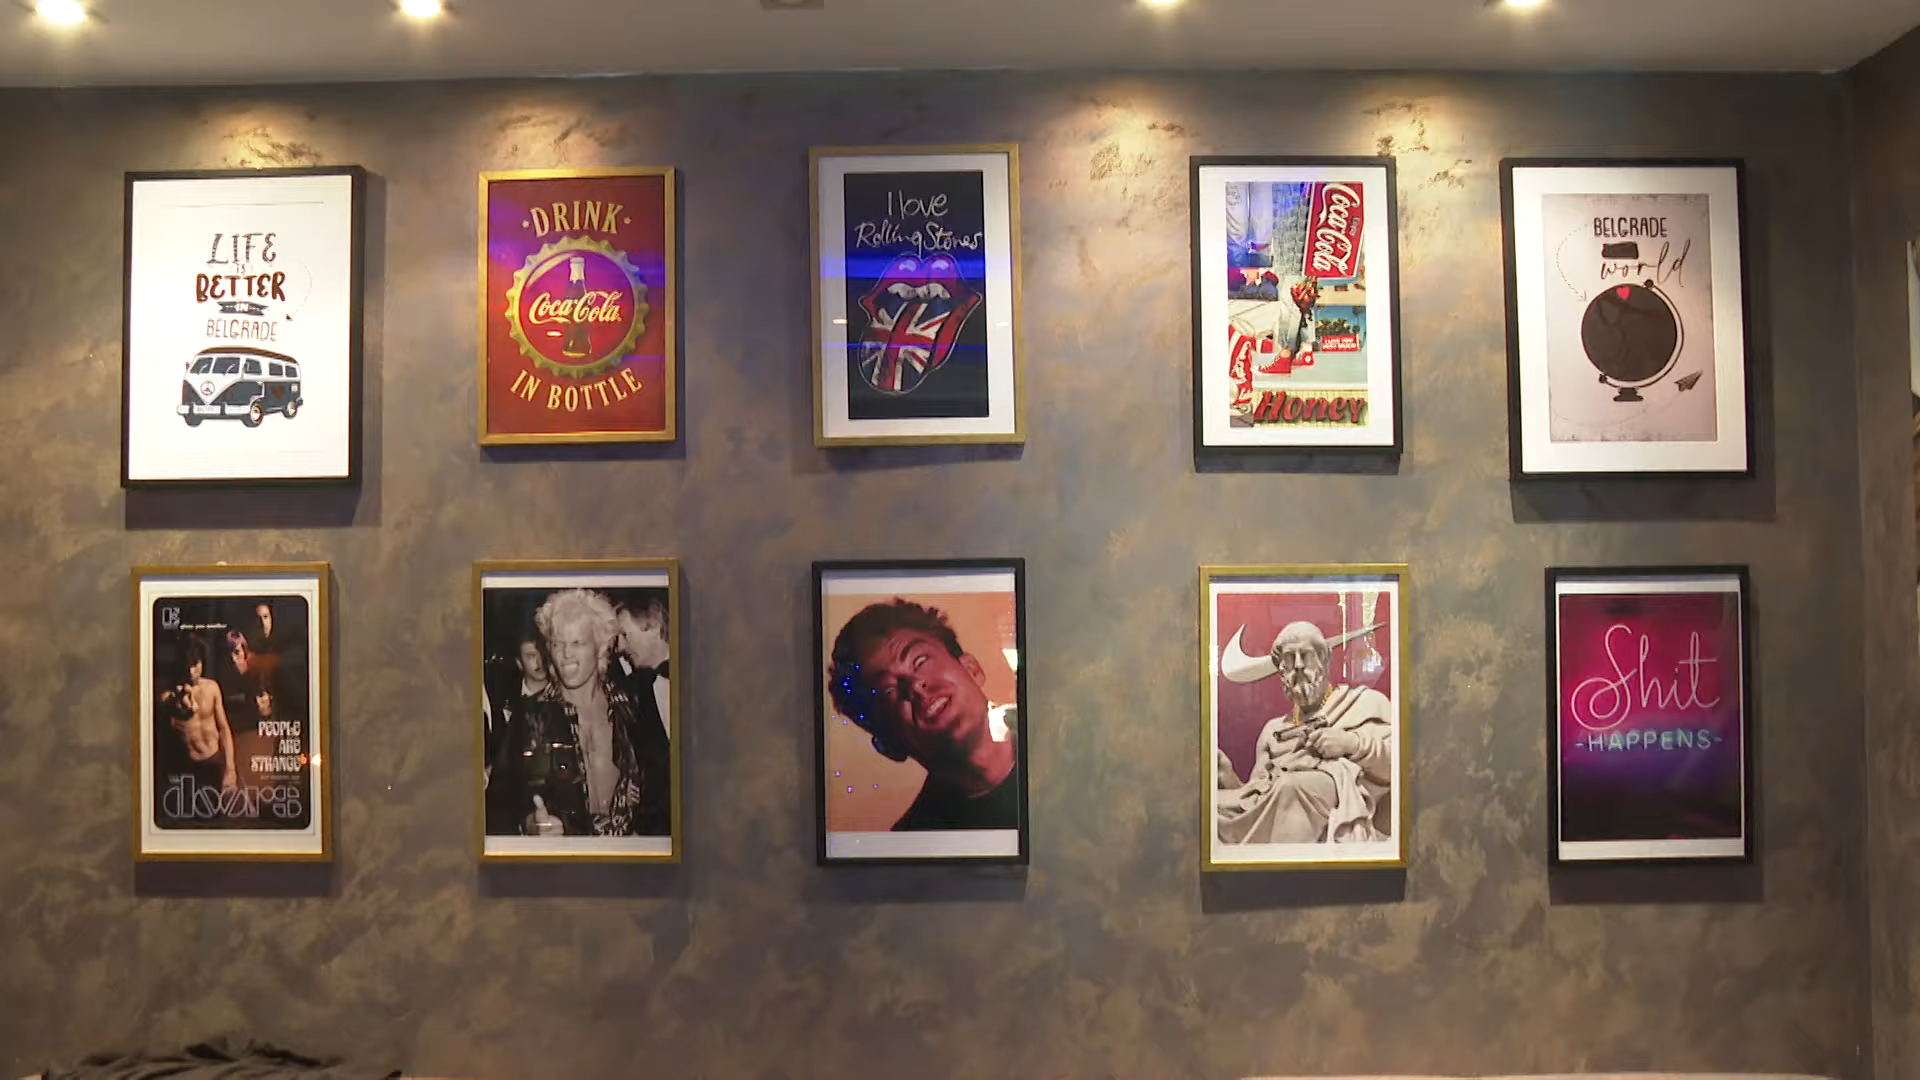 LIFE
IS
BETTER
IN
BELGRADE
·DRINK·
Coca-Cola
IN BOTTLE
I love
Rolling Stones
Coca-Cola
Honey
BELGRADE
world
PEOPLE
ARE
STRANGE
THE
doors
Shit
-HAPPENS-